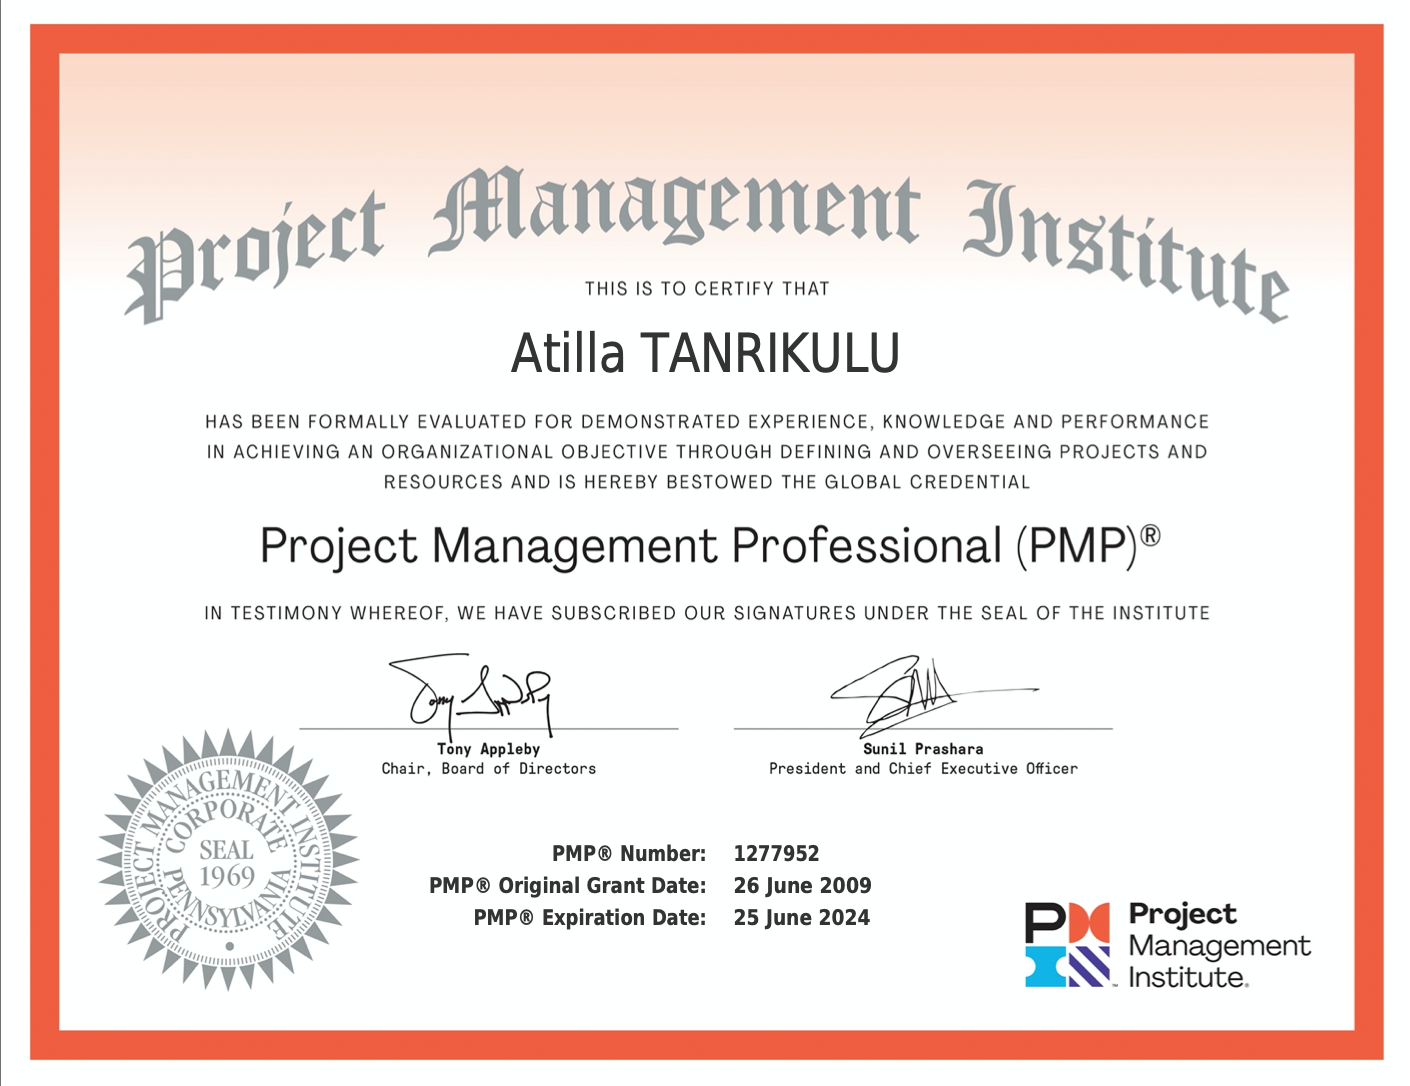 Project Management Institute
THIS IS TO CERTIFY THAT
Atilla TANRIKULU
HAS BEEN FORMALLY EVALUATED FOR DEMONSTRATED EXPERIENCE, KNOWLEDGE AND PERFORMANCE
IN ACHIEVING AN ORGANIZATIONAL OBJECTIVE THROUGH DEFINING AND OVERSEEING PROJECTS AND
RESOURCES AND IS HEREBY BESTOWED THE GLOBAL CREDENTIAL
Project Management Professional (PMP)®
IN TESTIMONY WHEREOF, WE HAVE SUBSCRIBED OUR SIGNATURES UNDER THE SEAL OF THE INSTITUTE
Tony Appleby
Chair, Board of Directors
Sunil Prashara
President and Chief Executive Officer
PROJECT MANAGEMENT INSTITUTE
CORPORATE
SEAL
1969
PENNSYLVANIA
PMP® Number: 1277952
PMP® Original Grant Date: 26 June 2009
PMP® Expiration Date: 25 June 2024
PM
I
™
Project
Management
Institute®